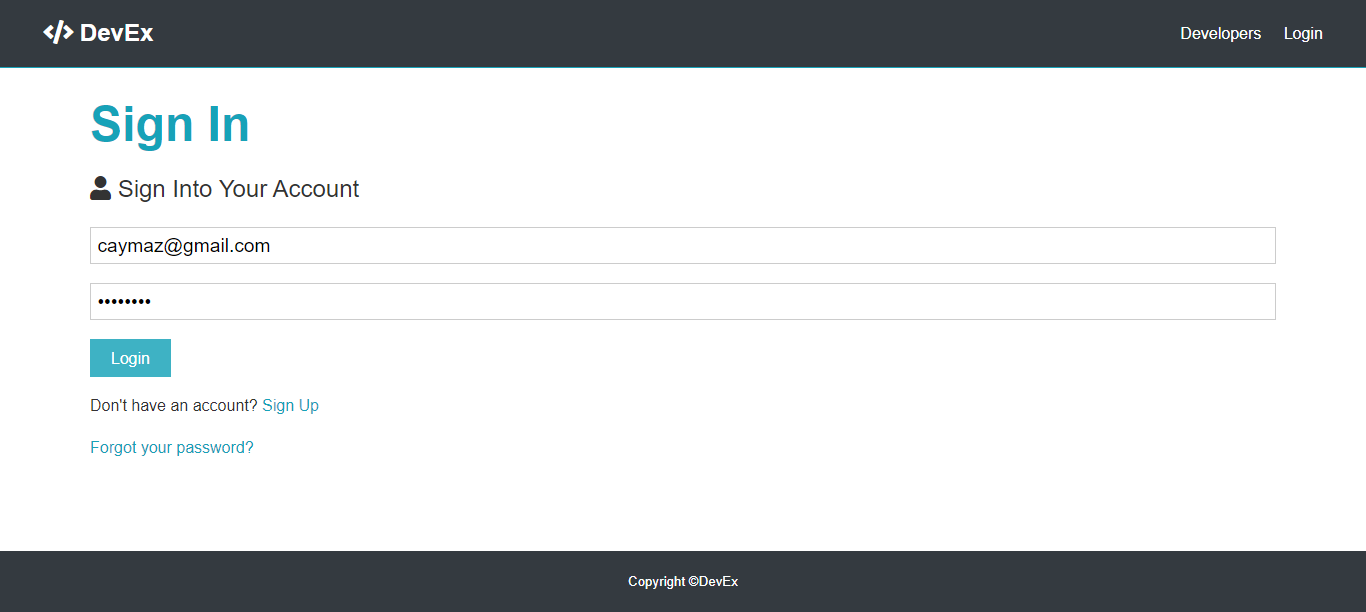 DevEx
Developers Login
Sign In
Sign Into Your Account
caymaz@gmail.com
••••••••
Login
Don't have an account? Sign Up
Forgot your password?
Copyright ©DevEx